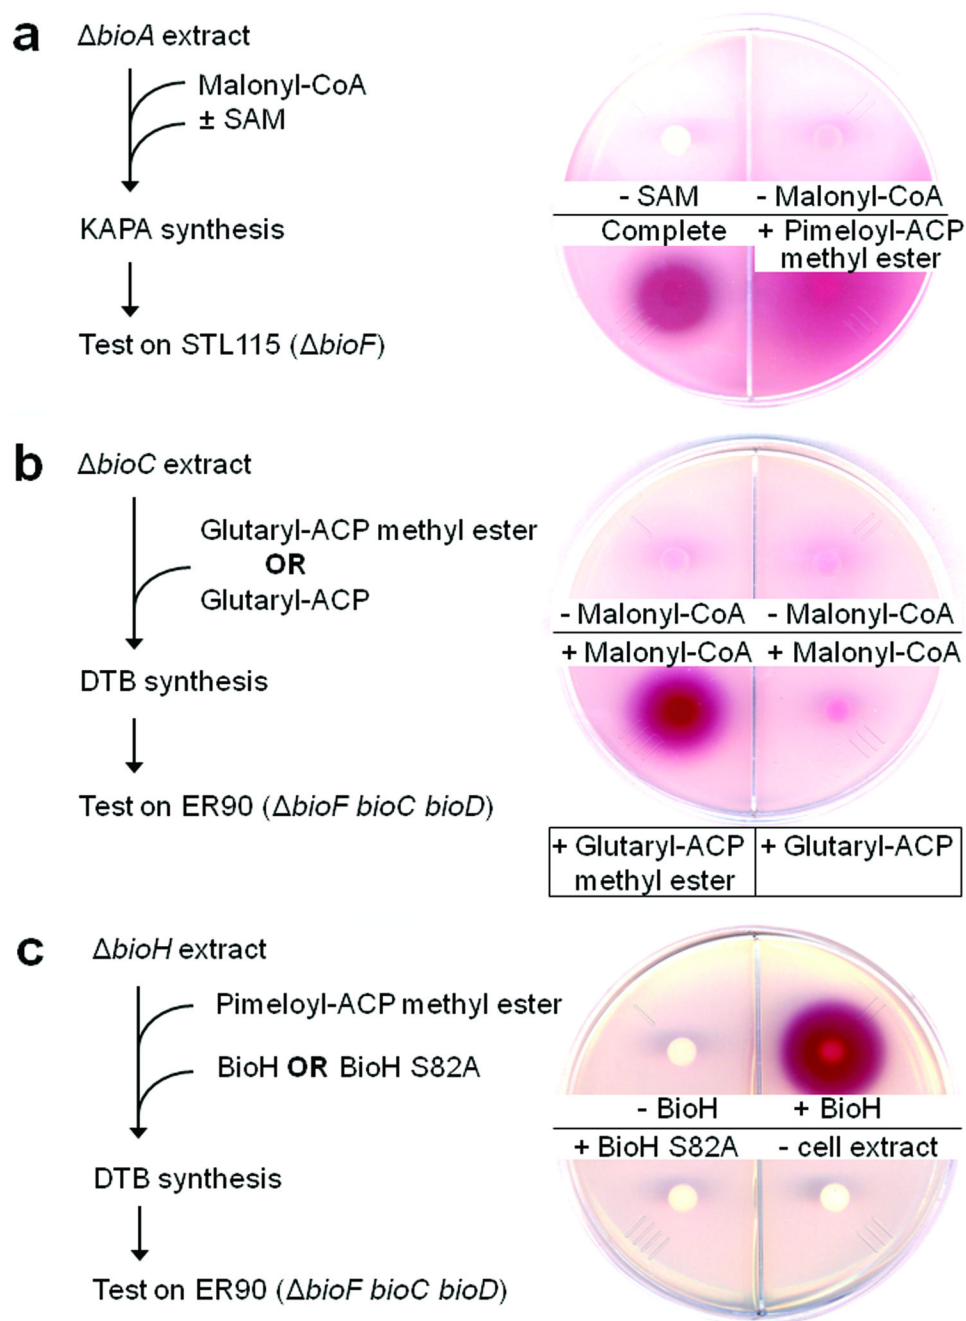 a
ΔbioA extract
Malonyl-CoA
± SAM
KAPA synthesis
Test on STL115 (ΔbioF)
- SAM
- Malonyl-CoA
Complete
+ Pimeloyl-ACP
methyl ester
b
ΔbioC extract
Glutaryl-ACP methyl ester
OR
Glutaryl-ACP
DTB synthesis
Test on ER90 (ΔbioF bioC bioD)
- Malonyl-CoA
- Malonyl-CoA
+ Malonyl-CoA
+ Malonyl-CoA
+ Glutaryl-ACP
methyl ester
+ Glutaryl-ACP
c
ΔbioH extract
Pimeloyl-ACP methyl ester
BioH OR BioH S82A
DTB synthesis
Test on ER90 (ΔbioF bioC bioD)
- BioH
+ BioH
+ BioH S82A
- cell extract